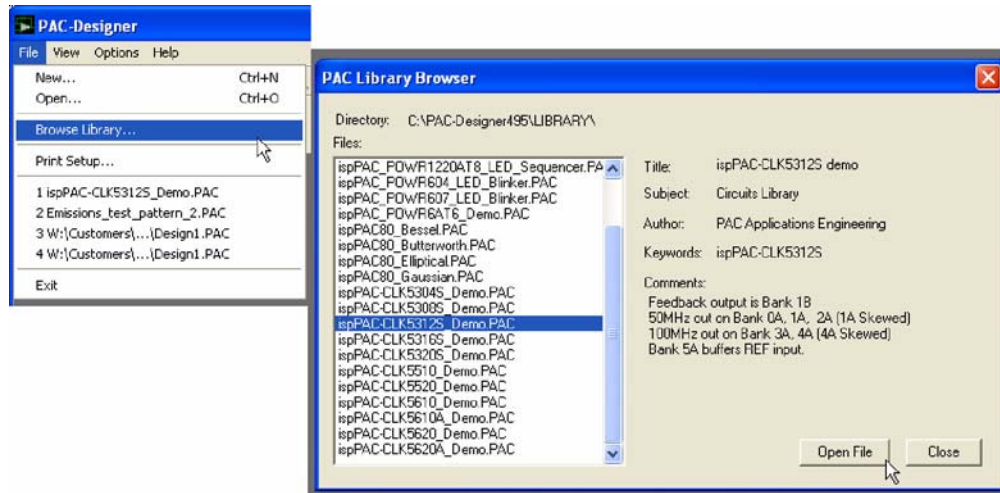 PAC-Designer
File View Options Help
New... Ctrl+N
Open... Ctrl+O
Browse Library...
Print Setup...
1 ispPAC-CLK5312S_Demo.PAC
2 Emissions_test_pattern_2.PAC
3 W:\Customers\...\Design1.PAC
4 W:\Customers\...\Design1.PAC
Exit
PAC Library Browser
Directory: C:\PAC-Designer495\LIBRARY\
Files:
ispPAC_POWR1220AT8_LED_Sequencer.PA
ispPAC_POWR604_LED_Blinker.PAC
ispPAC_POWR607_LED_Blinker.PAC
ispPAC_POWR6AT6_Demo.PAC
ispPAC80_Bessel.PAC
ispPAC80_Butterworth.PAC
ispPAC80_Elliptical.PAC
ispPAC80_Gaussian.PAC
ispPAC-CLK5304S_Demo.PAC
ispPAC-CLK5308S_Demo.PAC
ispPAC-CLK5312S_Demo.PAC
ispPAC-CLK5316S_Demo.PAC
ispPAC-CLK5320S_Demo.PAC
ispPAC-CLK5510_Demo.PAC
ispPAC-CLK5520_Demo.PAC
ispPAC-CLK5610_Demo.PAC
ispPAC-CLK5610A_Demo.PAC
ispPAC-CLK5620_Demo.PAC
ispPAC-CLK5620A_Demo.PAC
Title: ispPAC-CLK5312S demo
Subject: Circuits Library
Author: PAC Applications Engineering
Keywords: ispPAC-CLK5312S
Comments:
Feedback output is Bank 1B
50MHz out on Bank 0A, 1A, 2A (1A Skewed)
100MHz out on Bank 3A, 4A (4A Skewed)
Bank 5A buffers REF input.
Open File Close